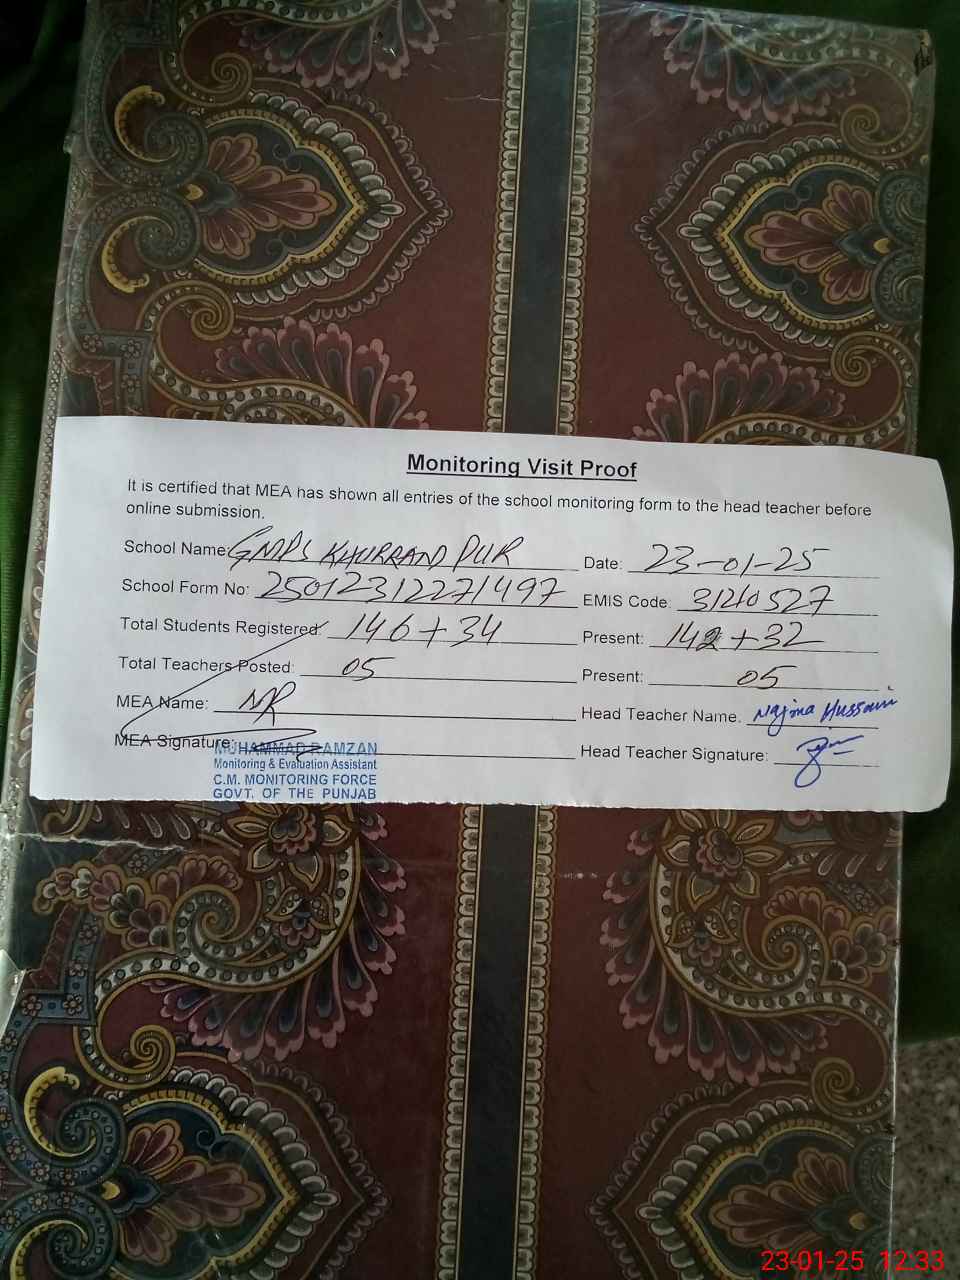 Monitoring Visit Proof
It is certified that MEA has shown all entries of the school monitoring form to the head teacher before
online submission.
School Name: GMPS KHURRAND PUR Date: 23-01-25
School Form No: 25012312271497 EMIS Code: 31210527
Total Students Registered: 146+34 Present: 142+32
Total Teachers Posted: 05 Present: 05
MEA Name: MR Head Teacher Name. Najma Hussain
MEA Signature: Head Teacher Signature:
MUHAMMAD RAMZAN
Monitoring & Evaluation Assistant
C.M. MONITORING FORCE
GOVT. OF THE PUNJAB
23-01-25 12.33